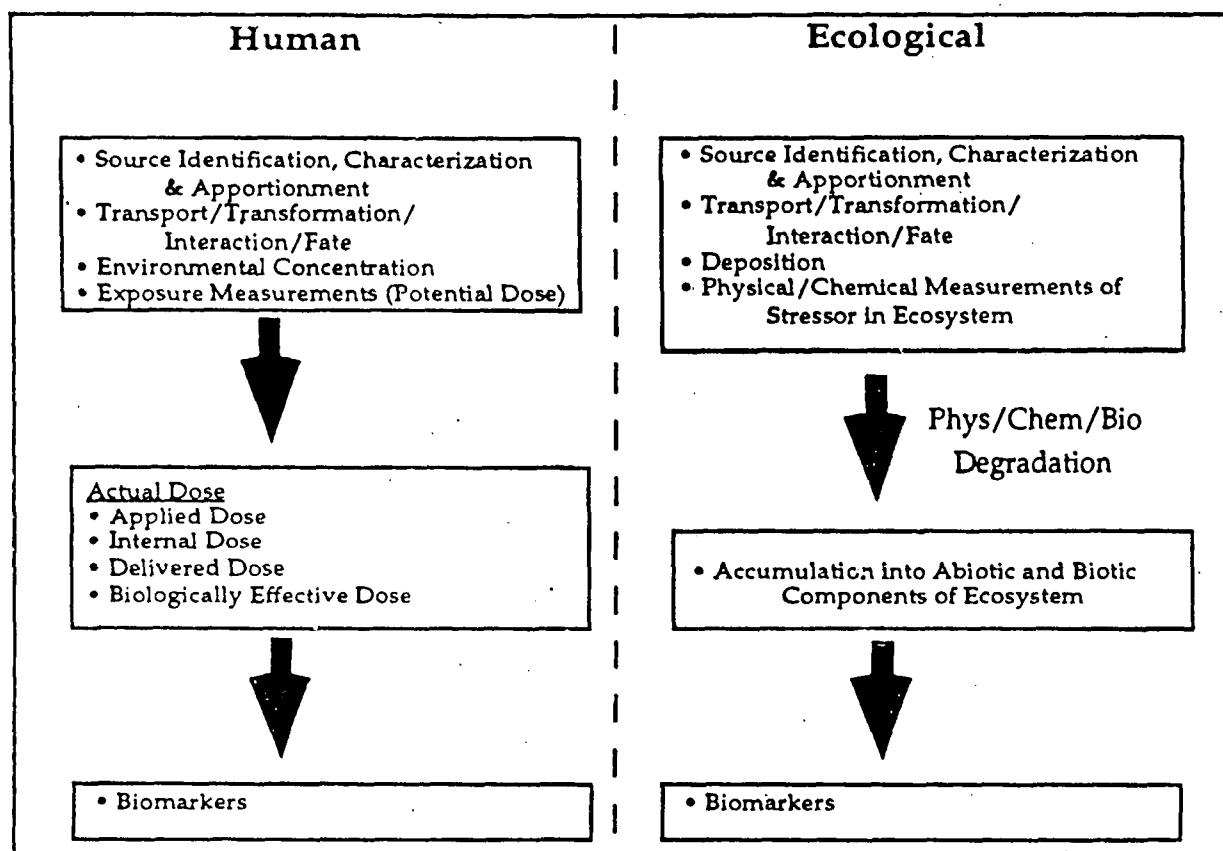 Human
• Source Identification, Characterization
& Apportionment
• Transport/Transformation/
Interaction/Fate
• Environmental Concentration
• Exposure Measurements (Potential Dose)
Actual Dose
• Applied Dose
• Internal Dose
• Delivered Dose
• Biologically Effective Dose
• Biomarkers
Ecological
• Source Identification, Characterization
& Apportionment
• Transport/Transformation/
Interaction/Fate
• Deposition
• Physical/Chemical Measurements of
Stressor in Ecosystem
Phys/Chem/Bio
Degradation
• Accumulation into Abiotic and Biotic
Components of Ecosystem
• Biomarkers